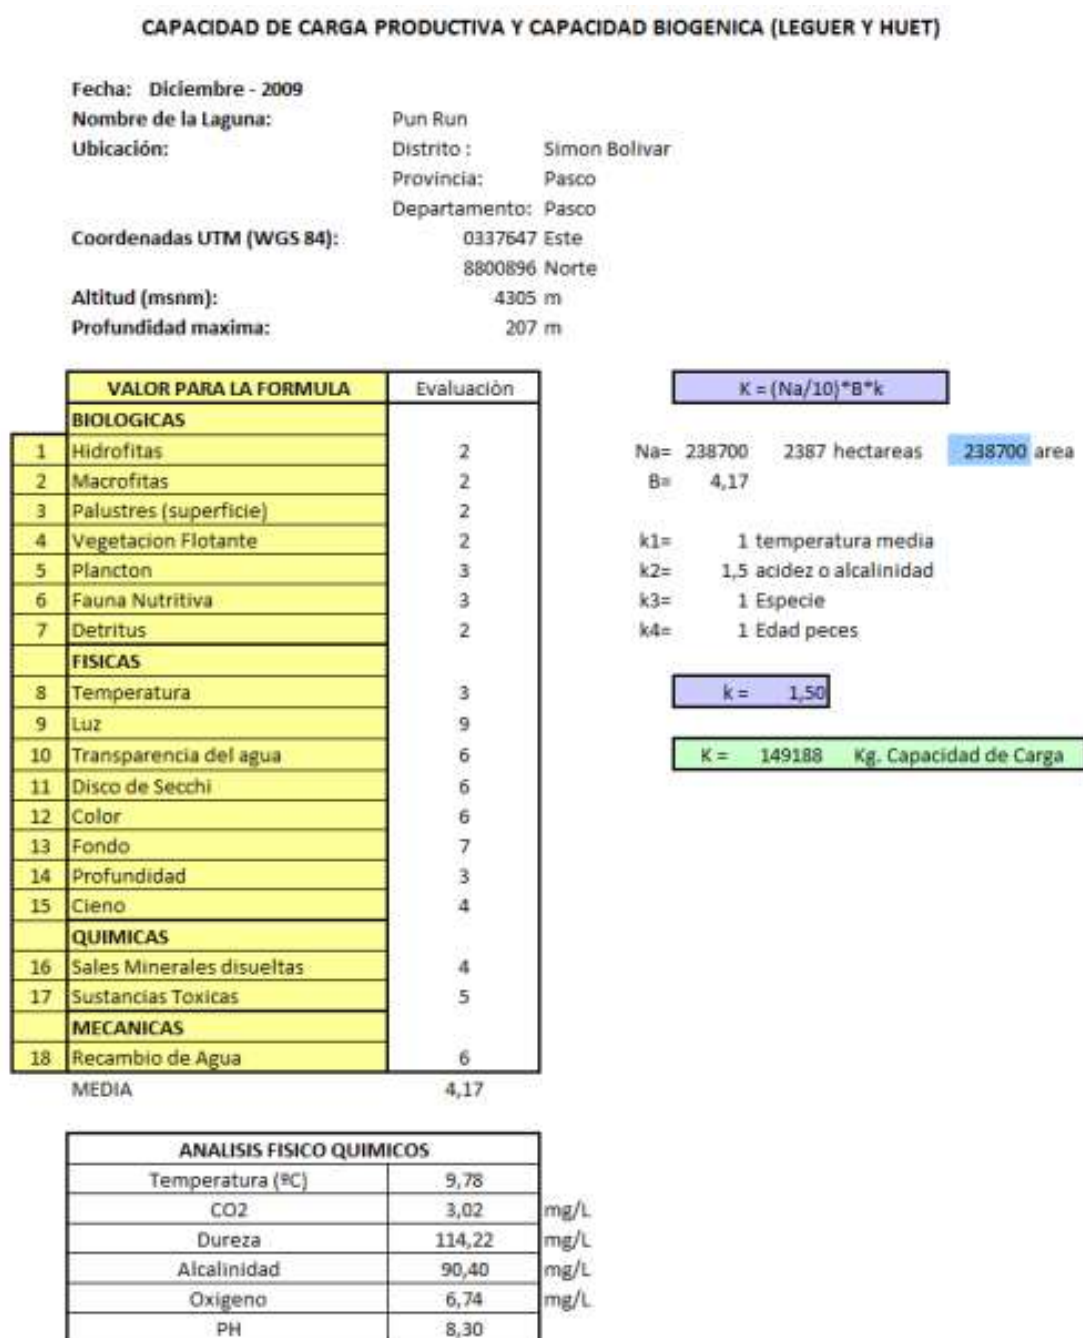 CAPACIDAD DE CARGA PRODUCTIVA Y CAPACIDAD BIOGENICA (LEGUER Y HUET)
Fecha: Diciembre - 2009
Nombre de la Laguna: Pun Run
Ubicación: Distrito : Simon Bolivar
Provincia: Pasco
Departamento: Pasco
Coordenadas UTM (WGS 84): 0337647 Este
8800896 Norte
Altitud (msnm): 4305 m
Profundidad maxima: 207 m
VALOR PARA LA FORMULA Evaluaciòn
BIOLOGICAS
1 Hidrofitas 2
2 Macrofitas 2
3 Palustres (superficie) 2
4 Vegetacion Flotante 2
5 Plancton 3
6 Fauna Nutritiva 3
7 Detritus 2
FISICAS
8 Temperatura 3
9 Luz 9
10 Transparencia del agua 6
11 Disco de Secchi 6
12 Color 6
13 Fondo 7
14 Profundidad 3
15 Cieno 4
QUIMICAS
16 Sales Minerales disueltas 4
17 Sustancias Toxicas 5
MECANICAS
18 Recambio de Agua 6
MEDIA 4,17
K = (Na/10)*B*k
Na= 238700 2387 hectareas 238700 area
B= 4,17
k1= 1 temperatura media
k2= 1,5 acidez o alcalinidad
k3= 1 Especie
k4= 1 Edad peces
k = 1,50
K = 149188 Kg. Capacidad de Carga
ANALISIS FISICO QUIMICOS
Temperatura (ºC) 9,78
CO2 3,02 mg/L
Dureza 114,22 mg/L
Alcalinidad 90,40 mg/L
Oxigeno 6,74 mg/L
PH 8,30